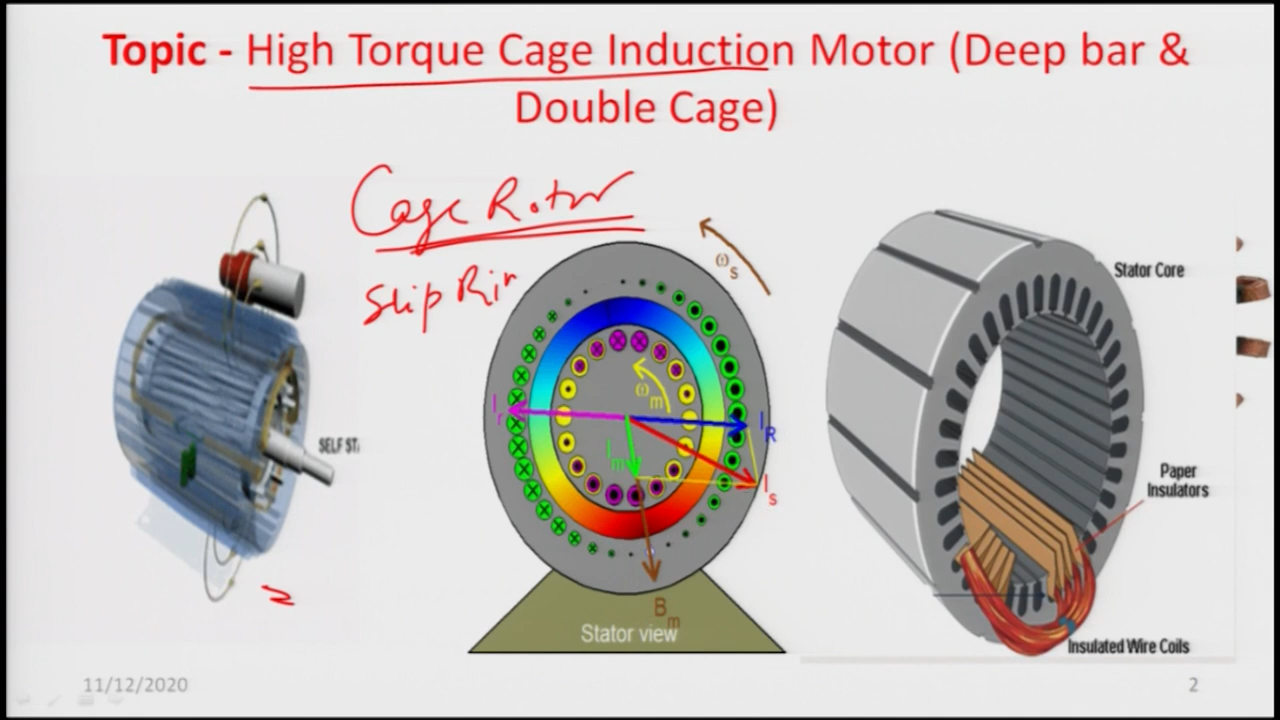 Topic - High Torque Cage Induction Motor (Deep bar &
Double Cage)
Cage Rotor
Slip Rin
ωs
Stator Core
ωm
Ir
IR
Im
Is
SELF ST
Paper
Insulators
Bm
Stator view
Insulated Wire Coils
11/12/2020
2